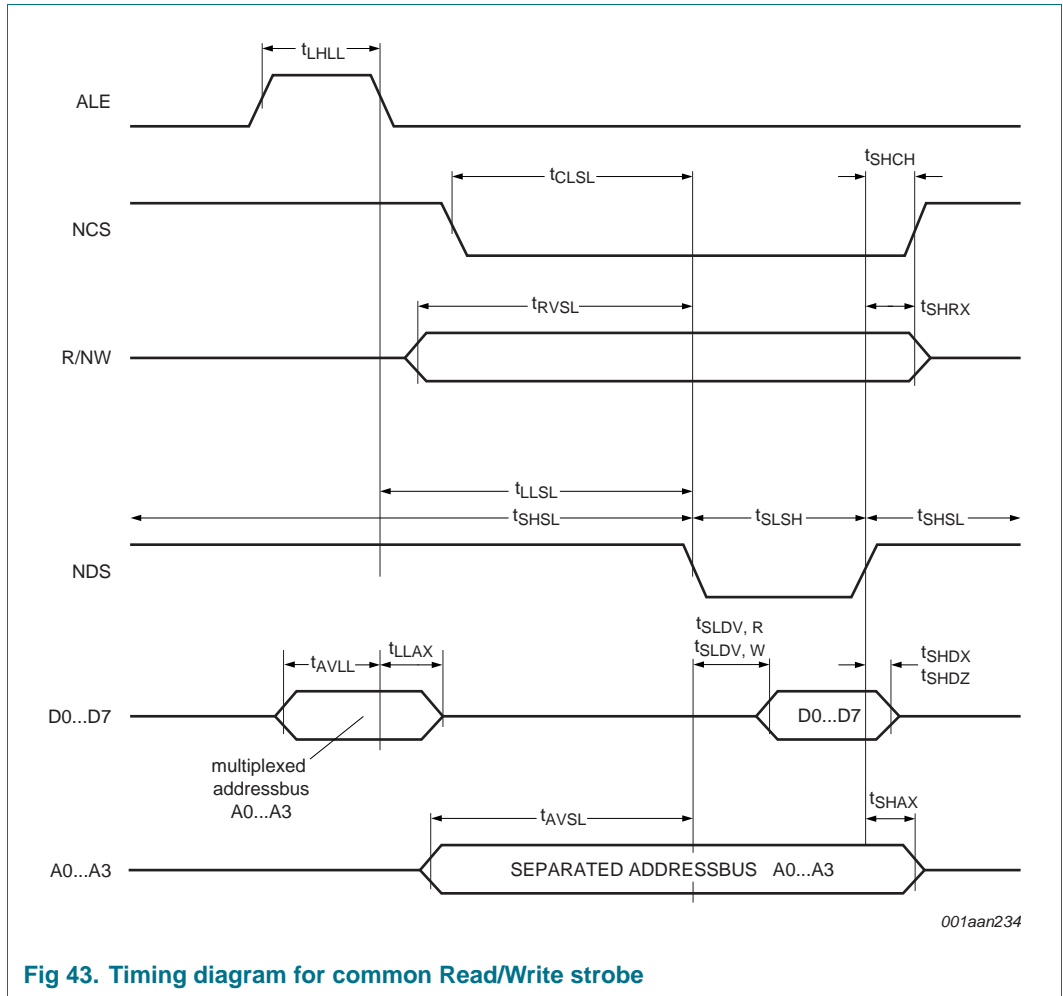 tLHLL
ALE
tSHCH
tCLSL
NCS
tRVSL
tSHRX
R/NW
tLLSL
tSHSL
tSLSH
tSHSL
NDS
tSLDV, R
tSLDV, W
tAVLL
tLLAX
tSHDX
tSHDZ
D0...D7
D0...D7
multiplexed
addressbus
A0...A3
tSHAX
tAVSL
A0...A3
SEPARATED ADDRESSBUS A0...A3
001aan234
Fig 43. Timing diagram for common Read/Write strobe